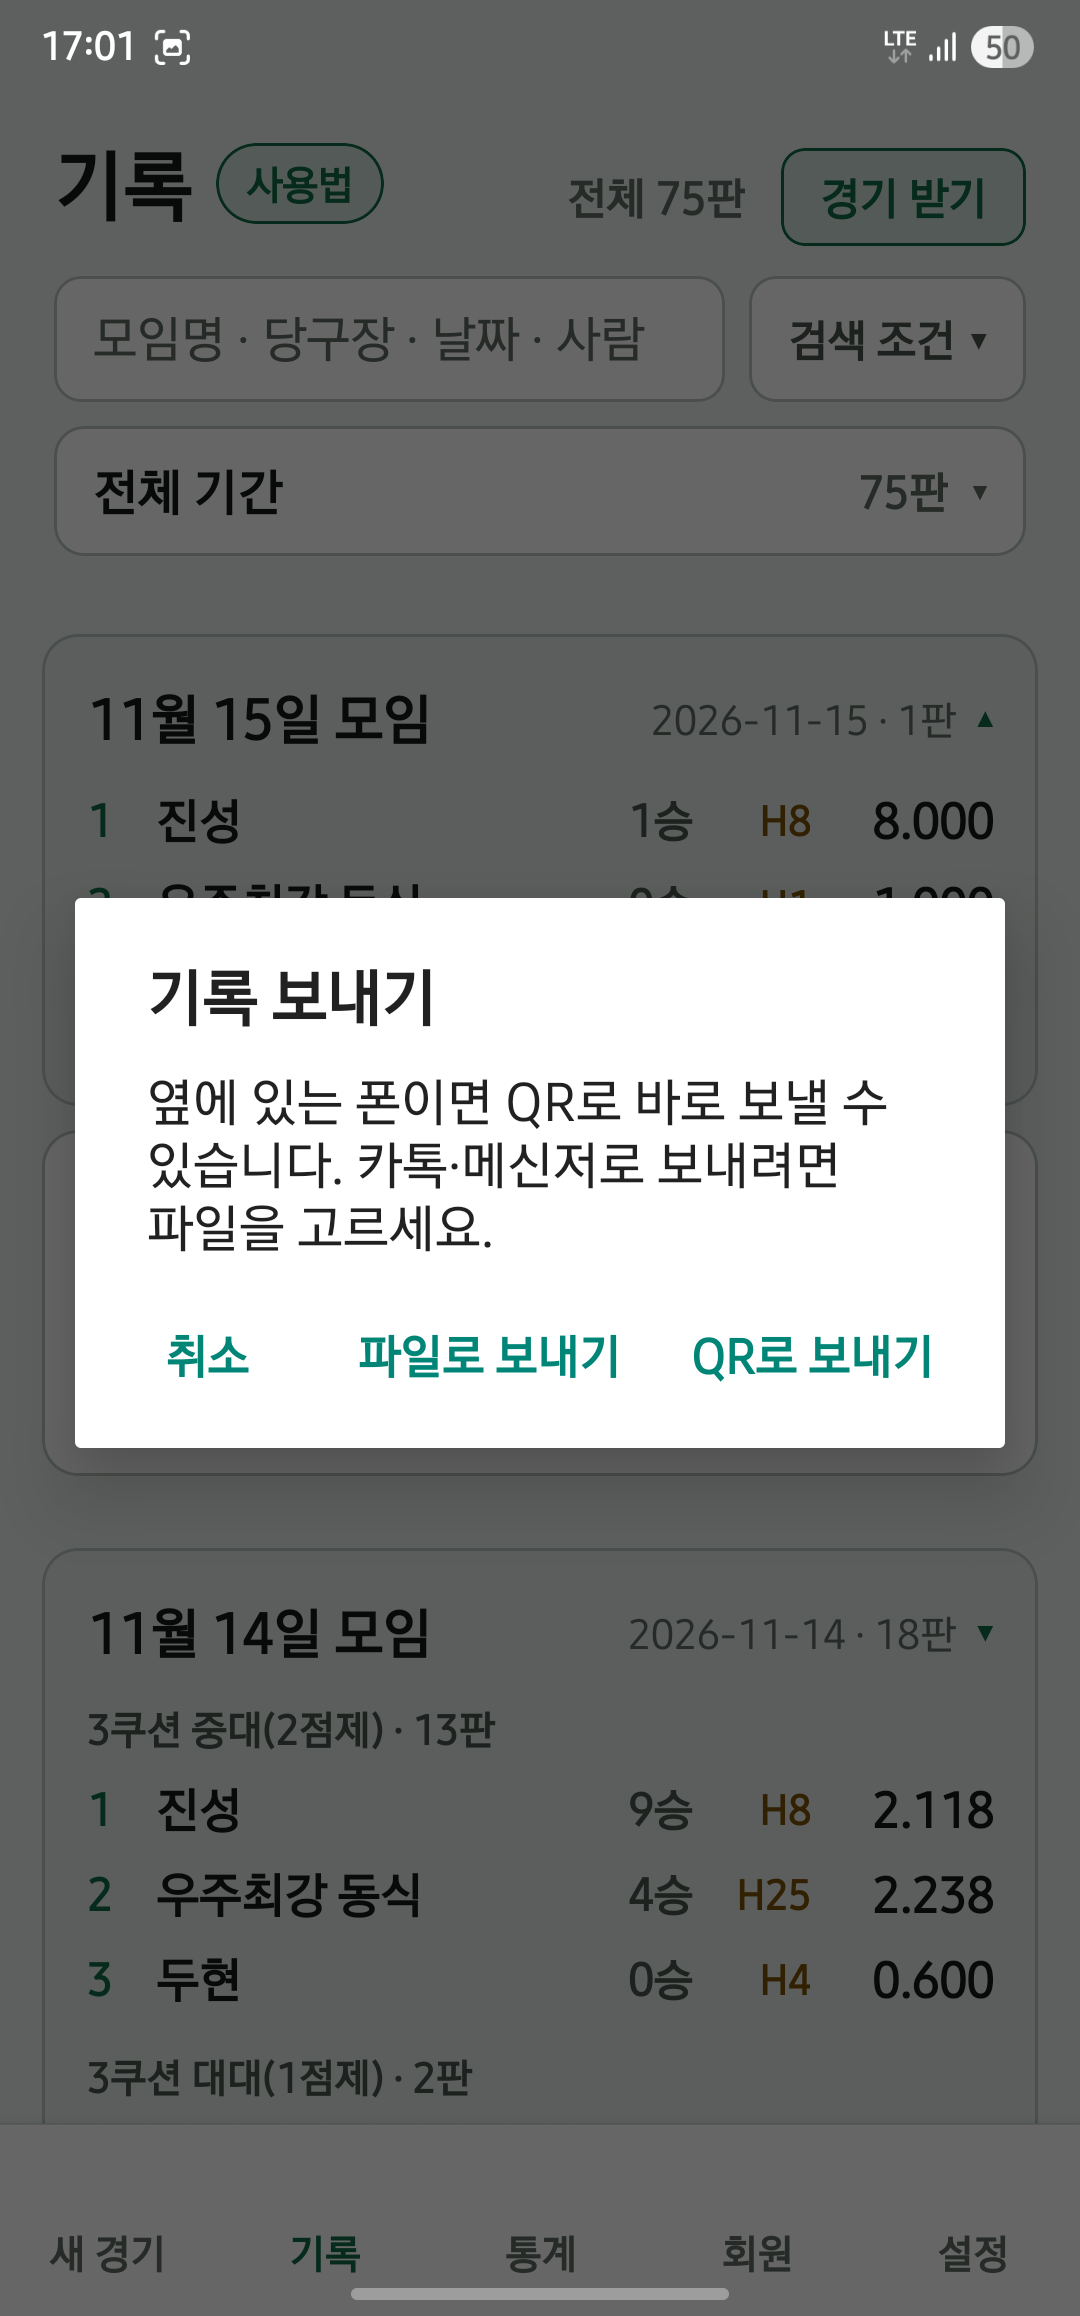 17:01
LTE
50
기록
사용법
전체 75판
경기 받기
모임명 · 당구장 · 날짜 · 사람
검색 조건 ▼
전체 기간
75판 ▼
11월 15일 모임
2026-11-15 · 1판 ▲
1 진성 1승 H8 8.000
기록 보내기
옆에 있는 폰이면 QR로 바로 보낼 수
있습니다. 카톡·메신저로 보내려면
파일을 고르세요.
취소
파일로 보내기
QR로 보내기
11월 14일 모임
2026-11-14 · 18판 ▼
3쿠션 중대(2점제) · 13판
1 진성 9승 H8 2.118
2 우주최강 동식 4승 H25 2.238
3 두현 0승 H4 0.600
3쿠션 대대(1점제) · 2판
새 경기
기록
통계
회원
설정